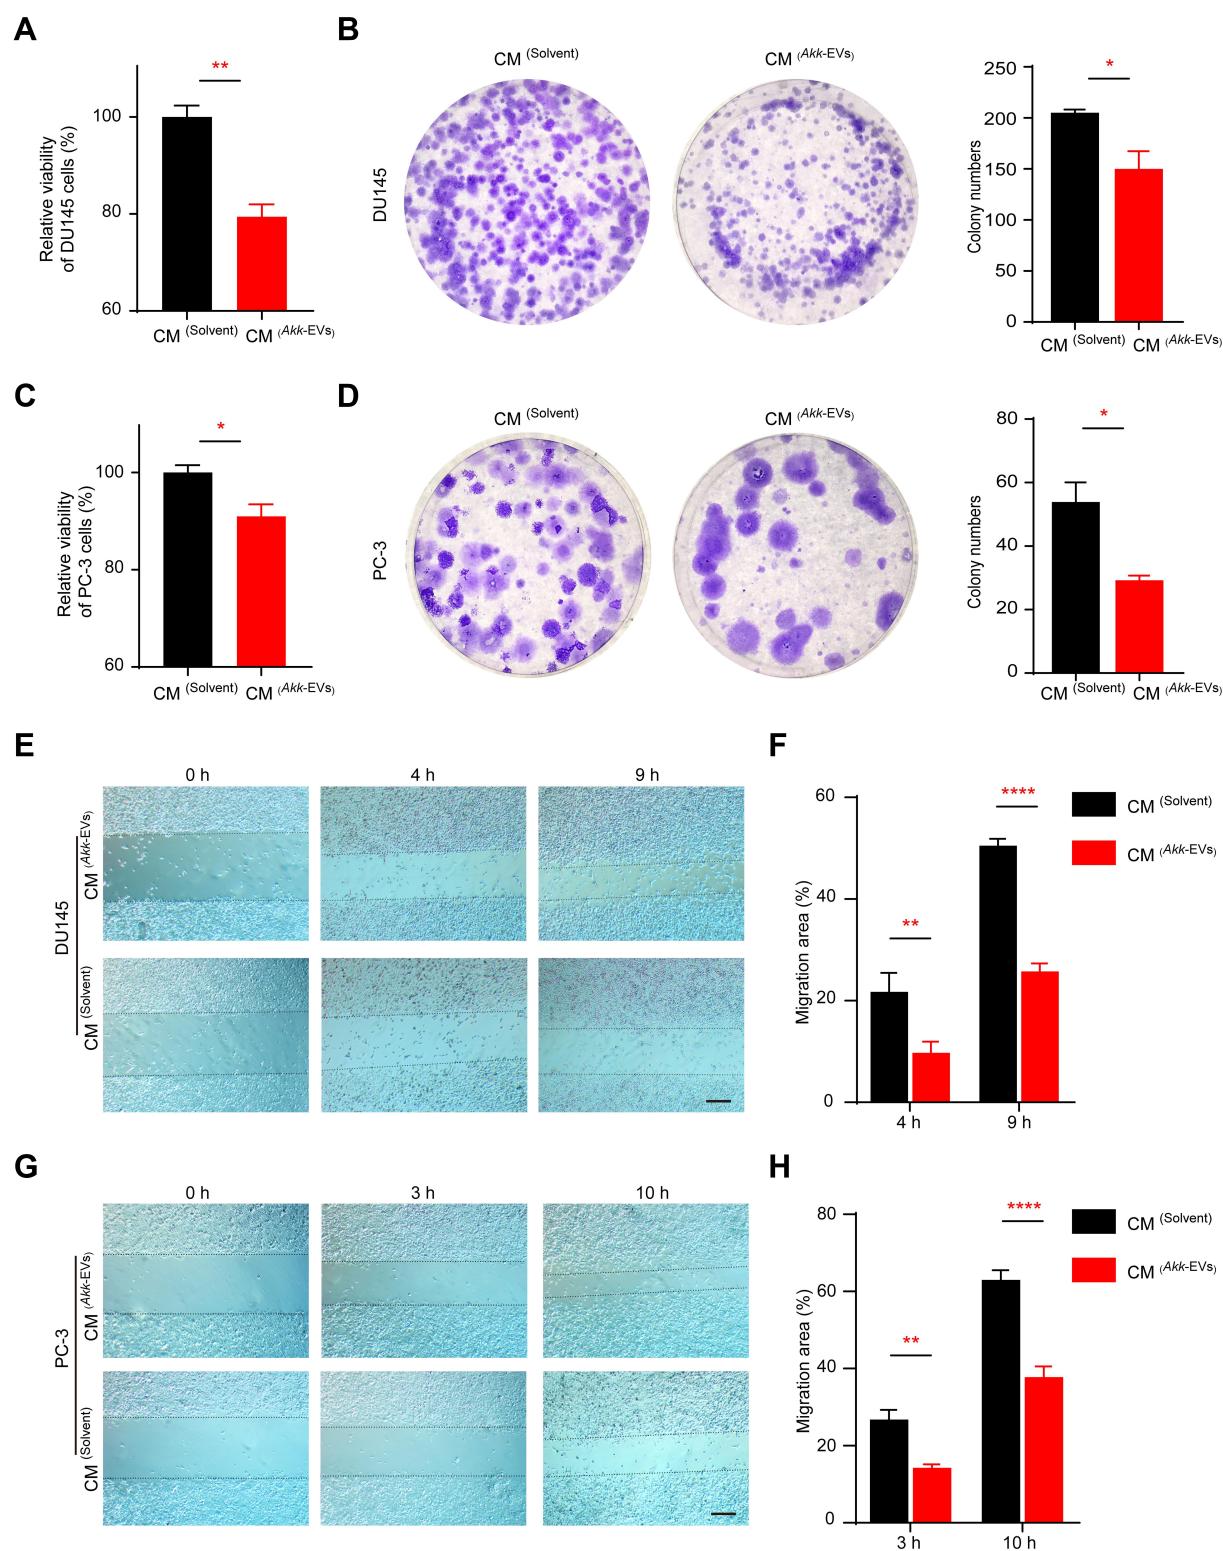 A
Relative viability
of DU145 cells (%)
100
80
60
**
CM (Solvent)
CM (Akk-EVs)
B
DU145
CM (Solvent)
CM (Akk-EVs)
Colony numbers
250
200
150
100
50
0
*
CM (Solvent)
CM (Akk-EVs)
C
Relative viability
of PC-3 cells (%)
100
80
60
*
CM (Solvent)
CM (Akk-EVs)
D
PC-3
CM (Solvent)
CM (Akk-EVs)
Colony numbers
80
60
40
20
0
*
CM (Solvent)
CM (Akk-EVs)
E
0 h
4 h
9 h
DU145
CM (Akk-EVs)
CM (Solvent)
F
Migration area (%)
60
40
20
0
**
****
4 h
9 h
CM (Solvent)
CM (Akk-EVs)
G
0 h
3 h
10 h
PC-3
CM (Akk-EVs)
CM (Solvent)
H
Migration area (%)
80
60
40
20
0
**
****
3 h
10 h
CM (Solvent)
CM (Akk-EVs)